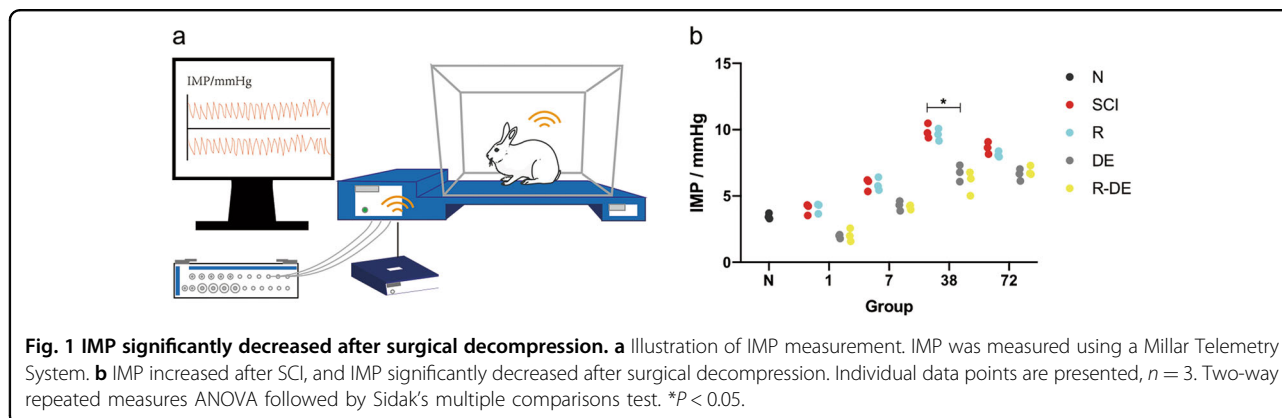 a
IMP/mmHg
b
IMP / mmHg
15
10
5
0
*
N
1
7
38
72
Group
N
SCI
R
DE
R-DE
Fig. 1 IMP significantly decreased after surgical decompression. a Illustration of IMP measurement. IMP was measured using a Millar Telemetry
System. b IMP increased after SCI, and IMP significantly decreased after surgical decompression. Individual data points are presented, n = 3. Two-way
repeated measures ANOVA followed by Sidak's multiple comparisons test. *P < 0.05.